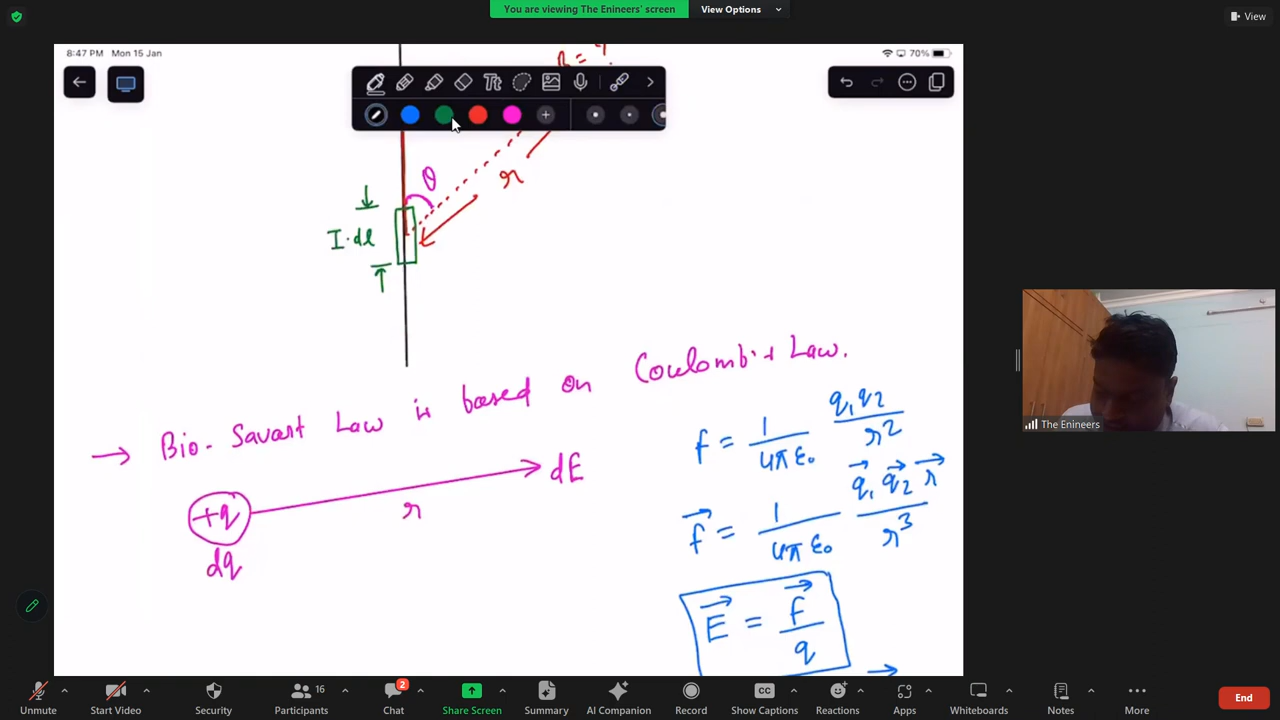 You are viewing The Enineers' screen
View Options
View
8:47 PM Mon 15 Jan
70%
Tt
θ
r
I·dl
→ Bio-Savart Law is based on Coulomb's Law.
f = 1/4πε₀ q₁q₂/r²
+q
r
dE
dq
f⃗ = 1/4πε₀ q⃗₁q⃗₂r⃗/r³
E⃗ = f⃗/q
The Enineers
Unmute
Start Video
Security
16
Participants
2
Chat
Share Screen
Summary
AI Companion
Record
CC
Show Captions
Reactions
Apps
Whiteboards
Notes
More
End